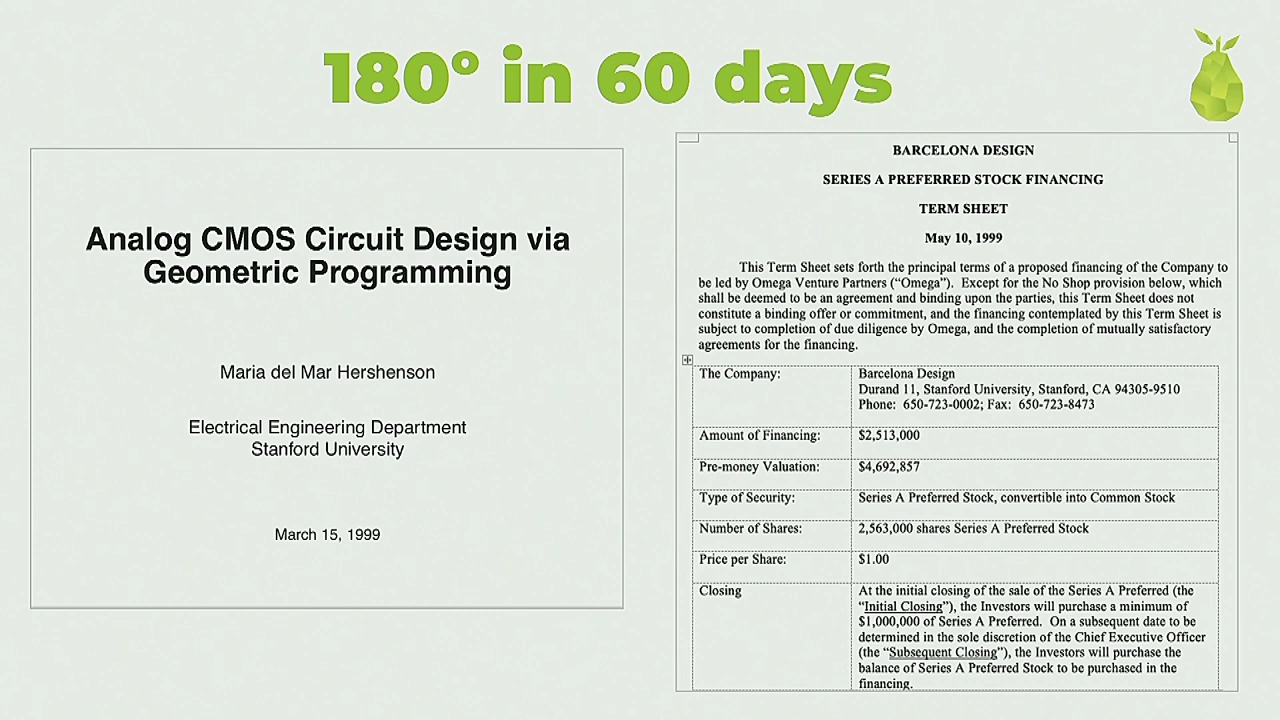 180º in 60 days
Analog CMOS Circuit Design via
Geometric Programming
Maria del Mar Hershenson
Electrical Engineering Department
Stanford University
March 15, 1999
BARCELONA DESIGN
SERIES A PREFERRED STOCK FINANCING
TERM SHEET
May 10, 1999
This Term Sheet sets forth the principal terms of a proposed financing of the Company to
be led by Omega Venture Partners (“Omega”).  Except for the No Shop provision below, which
shall be deemed to be an agreement and binding upon the parties, this Term Sheet does not
constitute a binding offer or commitment, and the financing contemplated by this Term Sheet is
subject to completion of due diligence by Omega, and the completion of mutually satisfactory
agreements for the financing.
The Company: Barcelona Design
Durand 11, Stanford University, Stanford, CA 94305-9510
Phone:  650-723-0002; Fax:  650-723-8473
Amount of Financing: $2,513,000
Pre-money Valuation: $4,692,857
Type of Security: Series A Preferred Stock, convertible into Common Stock
Number of Shares: 2,563,000 shares Series A Preferred Stock
Price per Share: $1.00
Closing At the initial closing of the sale of the Series A Preferred (the
“Initial Closing”), the Investors will purchase a minimum of
$1,000,000 of Series A Preferred.  On a subsequent date to be
determined in the sole discretion of the Chief Executive Officer
(the “Subsequent Closing”), the Investors will purchase the
balance of Series A Preferred Stock to be purchased in the
financing.